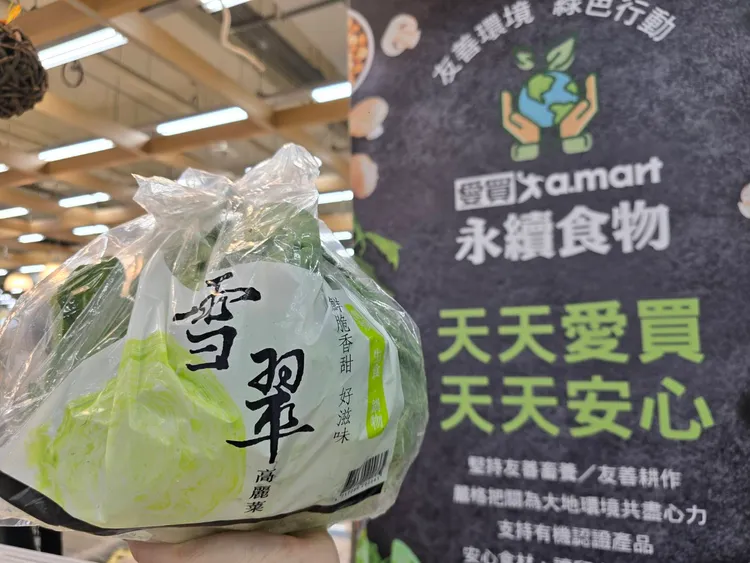 雪翠
高麗菜
鮮脆香甜 好滋味
友善環境 綠色行動
愛買 a.mart
永續食物
天天愛買
天天安心
堅持友善畜養／友善耕作
嚴格把關為大地環境共盡心力
支持有機認證產品